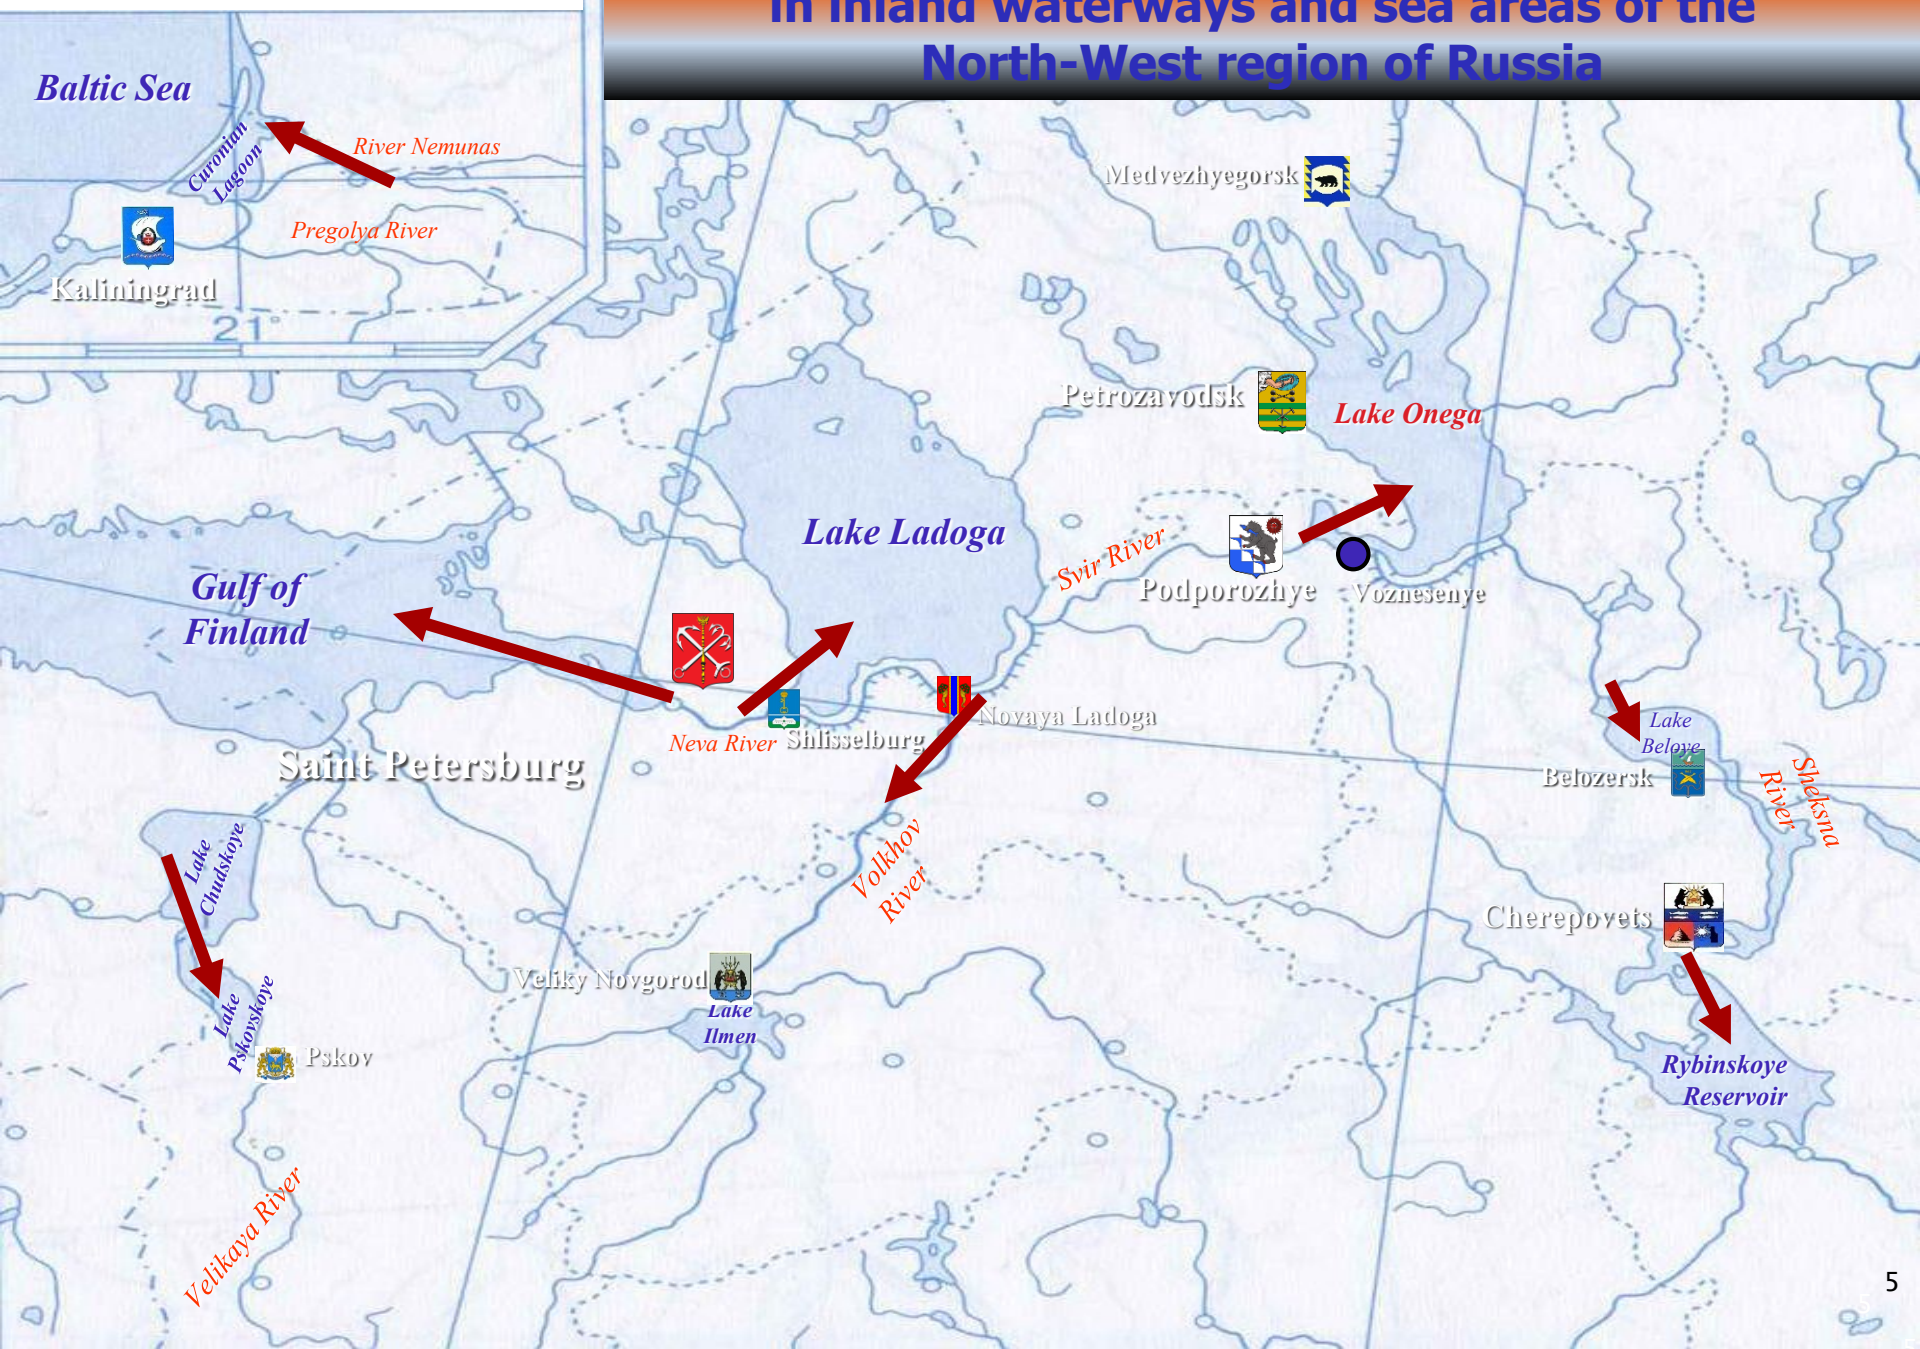 in inland waterways and sea areas of the
North-West region of Russia
Baltic Sea
Curonian
Lagoon
River Nemunas
Pregolya River
Kaliningrad
21°
Medvezhyegorsk
Petrozavodsk
Lake Onega
Lake Ladoga
Svir River
Podporozhye
Voznesenye
Gulf of
Finland
Neva River
Shlisselburg
Novaya Ladoga
Saint Petersburg
Lake
Beloye
Belozersk
Sheksna
River
Lake
Chudskoye
Volkhov
River
Cherepovets
Veliky Novgorod
Lake
Ilmen
Lake
Pskovskoye
Pskov
Rybinskoye
Reservoir
Velikaya River
5